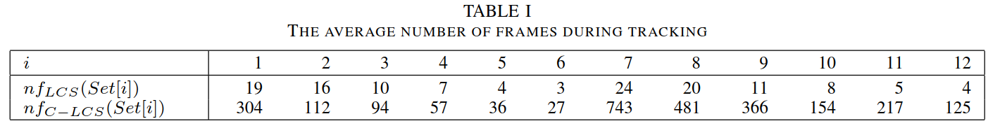 TABLE I
THE AVERAGE NUMBER OF FRAMES DURING TRACKING
i 1 2 3 4 5 6 7 8 9 10 11 12
nf_{LCS}(Set[i]) 19 16 10 7 4 3 24 20 11 8 5 4
nf_{C-LCS}(Set[i]) 304 112 94 57 36 27 743 481 366 154 217 125